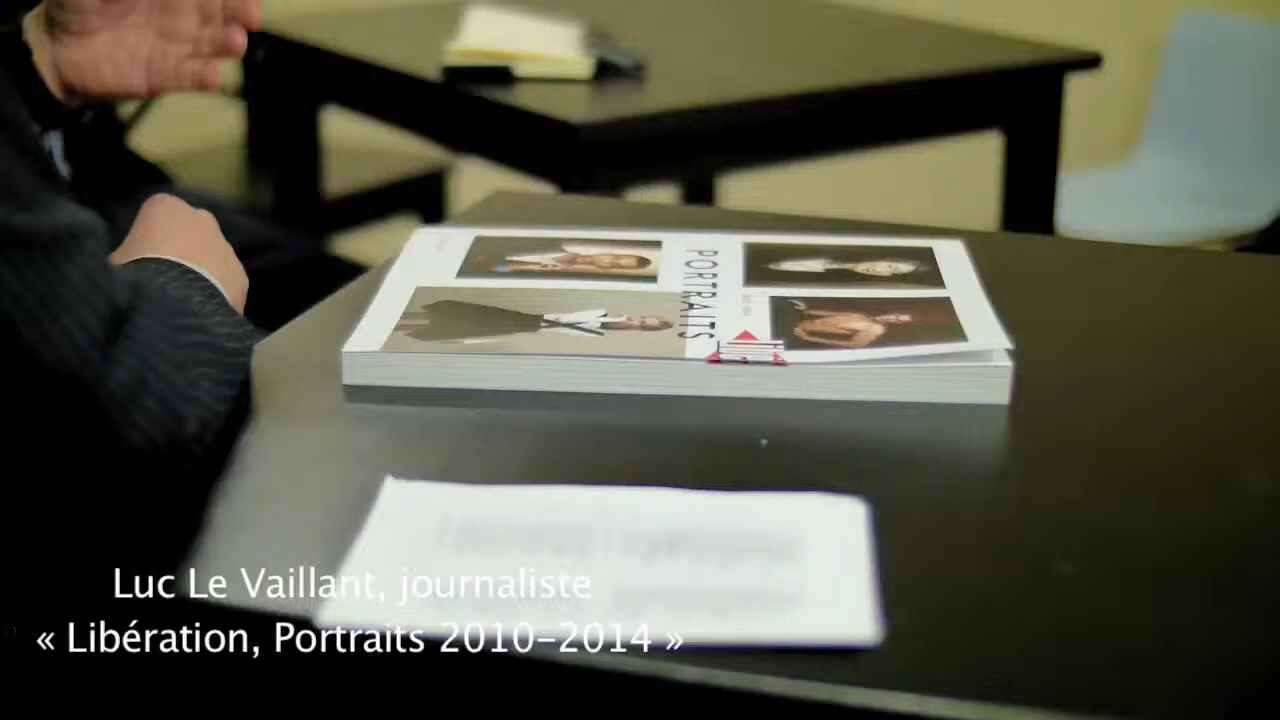 PORTRAITS
Luc Le Vaillant, journaliste
« Libération, Portraits 2010-2014 »